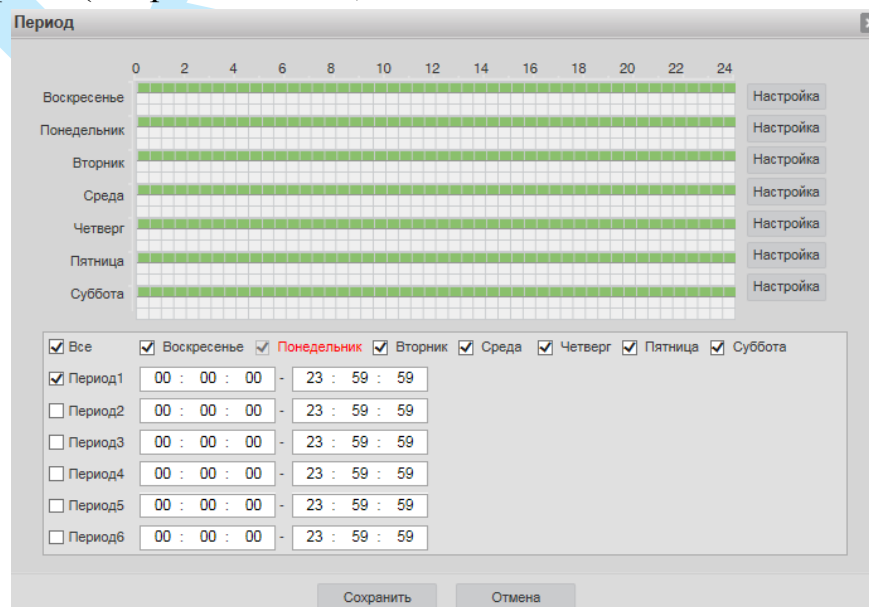 Период
0 2 4 6 8 10 12 14 16 18 20 22 24
Воскресенье Настройка
Понедельник Настройка
Вторник Настройка
Среда Настройка
Четверг Настройка
Пятница Настройка
Суббота Настройка
Все Воскресенье Понедельник Вторник Среда Четверг Пятница Суббота
Период1 00 : 00 : 00 - 23 : 59 : 59
Период2 00 : 00 : 00 - 23 : 59 : 59
Период3 00 : 00 : 00 - 23 : 59 : 59
Период4 00 : 00 : 00 - 23 : 59 : 59
Период5 00 : 00 : 00 - 23 : 59 : 59
Период6 00 : 00 : 00 - 23 : 59 : 59
Сохранить Отмена